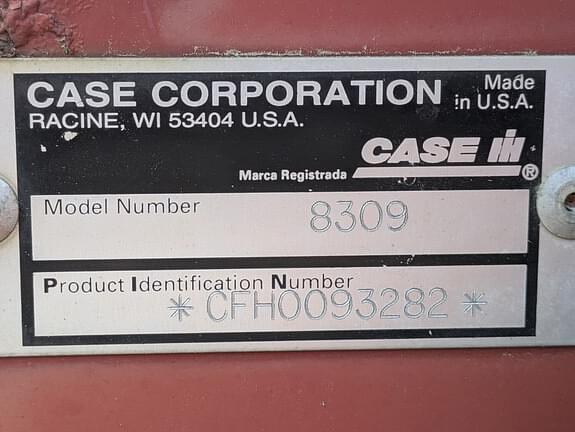 CASE CORPORATION
Made
in U.S.A.
RACINE, WI 53404 U.S.A.
CASE IH
Marca Registrada
®
Model Number
8309
Product Identification Number
* CFH0093282 *